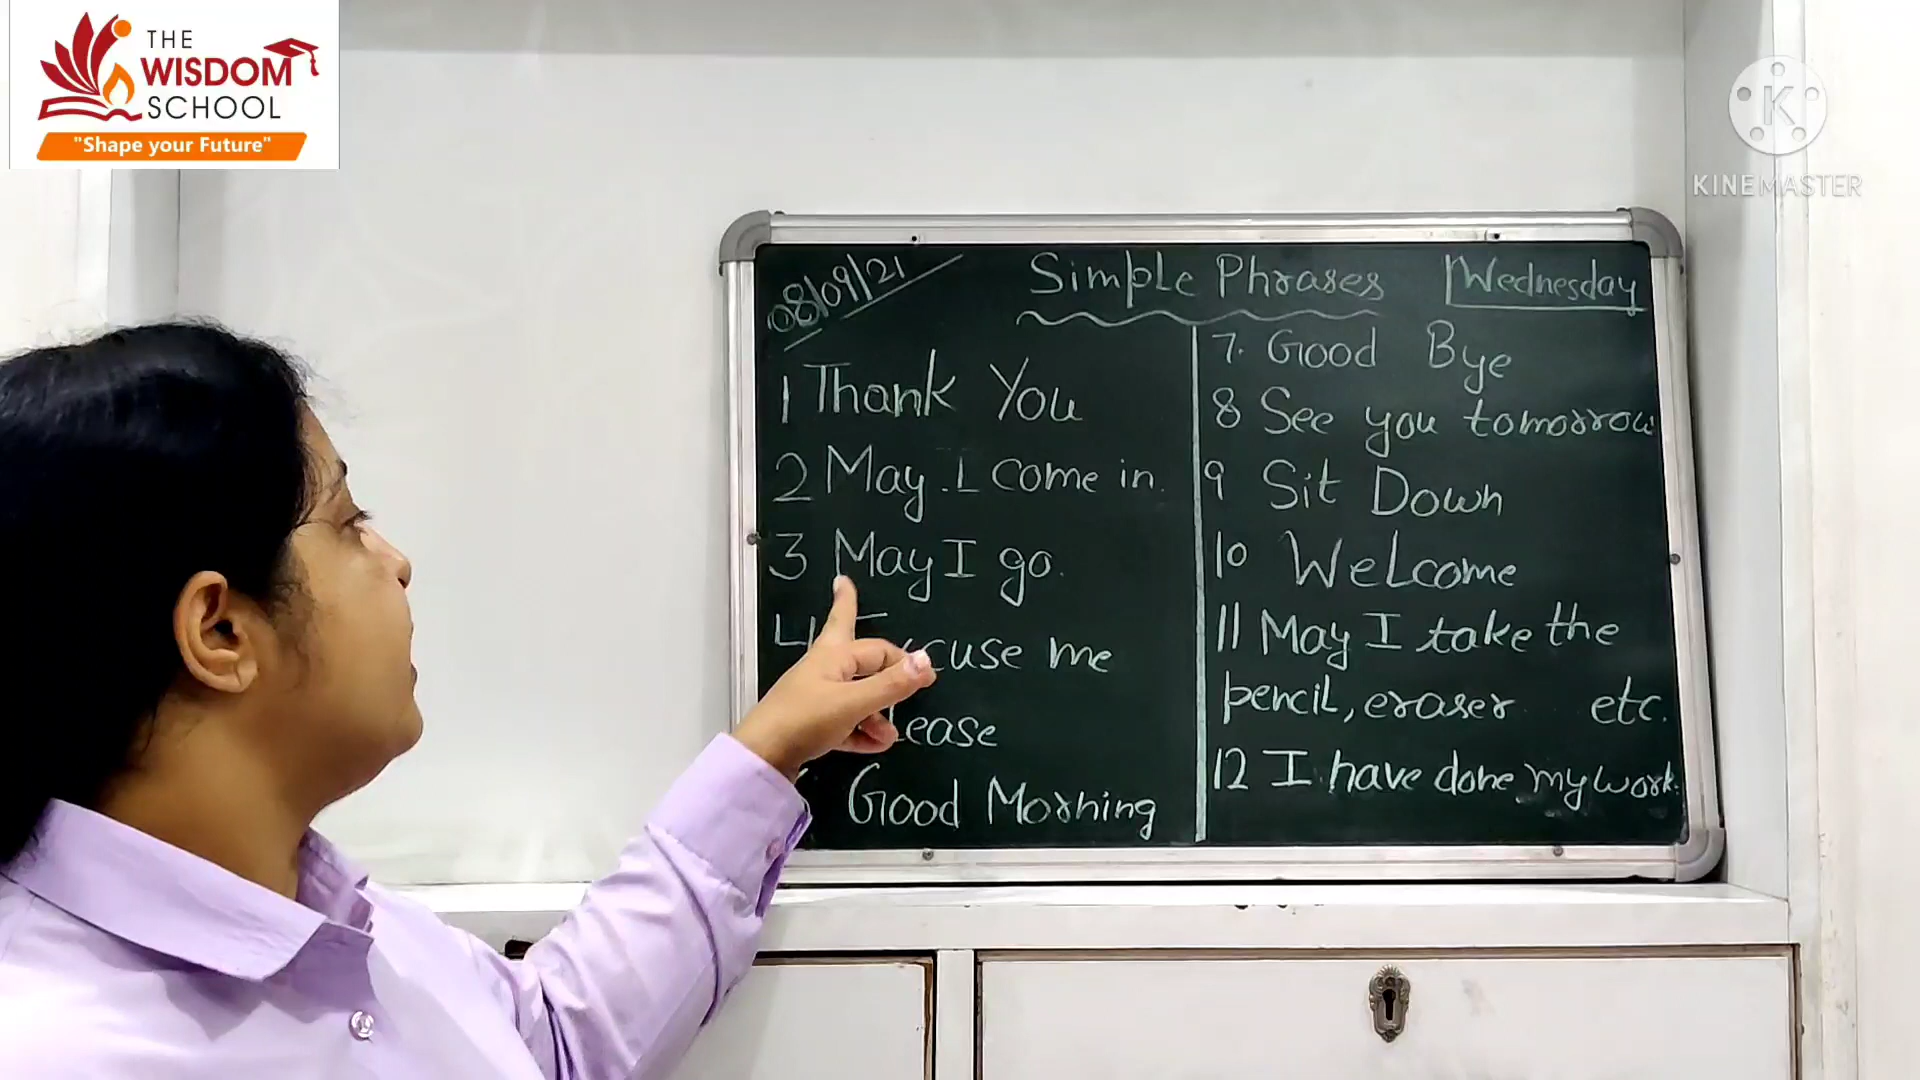 THE
WISDOM
SCHOOL
"Shape your Future"
K
KINEMASTER
08/09/21
Simple Phrases
Wednesday
1 Thank You
2 May I come in.
3 May I go.
4 cuse me
lease
Good Morning
7. Good Bye
8 See you tomorrow
9 Sit Down
10 Welcome
11 May I take the
pencil, eraser etc.
12 I have done my work.